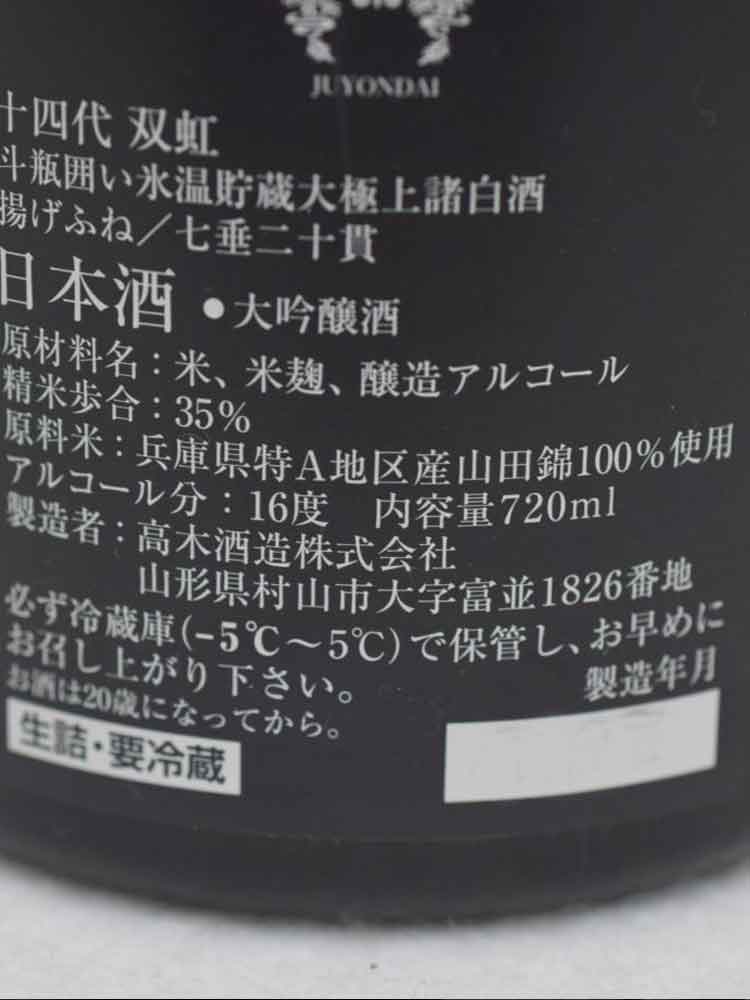 JUYONDAI
十四代 双虹
斗瓶囲い氷温貯蔵大極上諸白酒
揚げふね／七垂二十貫
日本酒 ●大吟醸酒
原材料名：米、米麹、醸造アルコール
精米歩合：35%
原料米：兵庫県特A地区産山田錦100%使用
アルコール分：16度 内容量720ml
製造者：高木酒造株式会社
山形県村山市大字富並1826番地
必ず冷蔵庫(−5℃〜5℃)で保管し、お早めに
お召し上がり下さい。
製造年月
お酒は20歳になってから。
生詰・要冷蔵